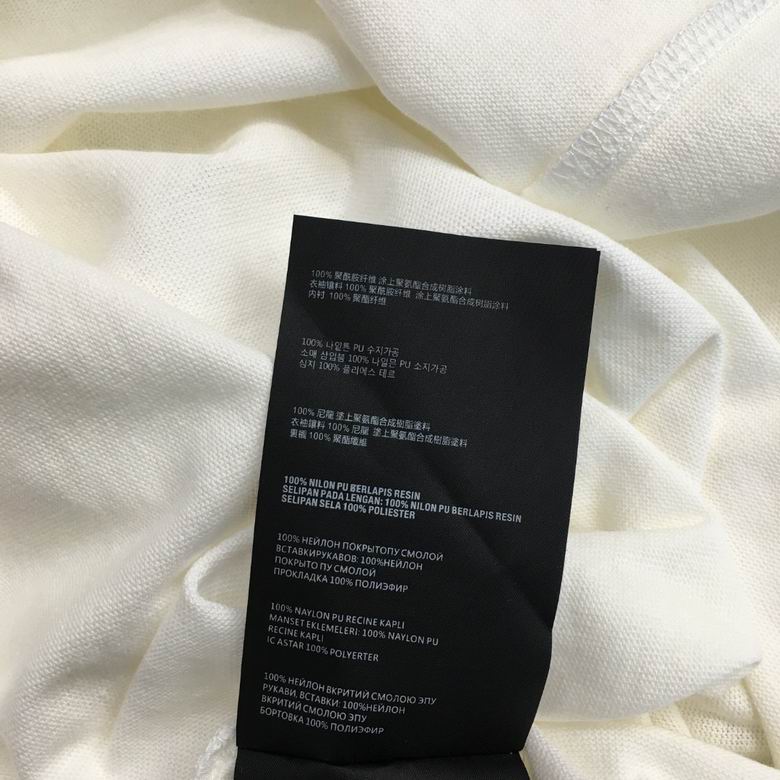 100% 聚酰胺纤维 涂上聚氨酯合成树脂涂料
衣袖镶料 100% 聚酰胺纤维 涂上聚氨酯合成树脂涂料
内衬 100% 聚酯纤维
100% 나일튼 PU 수지가공
소매 삽입붐 100% 나일믄 PU 소지가공
심지 100% 폴리에스 테르
100% 尼龍 塗上聚氨酯合成樹脂塗料
衣袖鑲料 100% 尼龍 塗上聚氨酯合成樹脂塗料
裏襯 100% 聚酯纖維
100% NILON PU BERLAPIS RESIN
SELIPAN PADA LENGAN: 100% NILON PU BERLAPIS RESIN
SELIPAN SELA 100% POLIESTER
100% НЕЙЛОН ПОКРЫТОПУ СМОЛОЙ
ВСТАВКИРУКАВОВ: 100%НЕЙЛОН
ПОКРЫТО ПУ СМОЛОЙ
ПРОКЛАДКА 100% ПОЛИЭФИР
100% NAYLON PU RECINE KAPLI
MANSET EKLEMELERI: 100% NAYLON PU
RECINE KAPLI
IC ASTAR 100% POLYERTER
100% НЕЙЛОН ВКРИТИЙ СМОЛОЮ ЭПУ
РУКАВИ, ВСТАВКИ: 100% НЕЙЛОН
ВКРИТИЙ СМОЛОЮ ЭПУ
БОРТОВКА 100% ПОЛИЭФИР